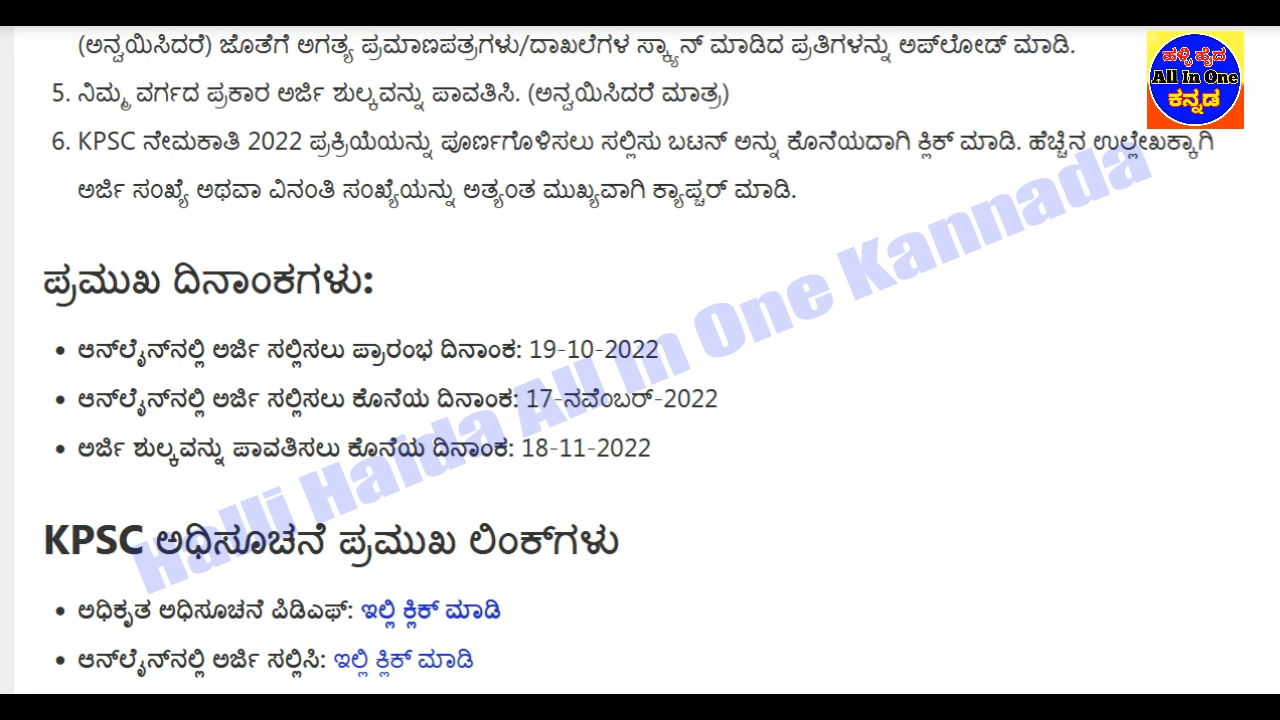 (ಅನ್ವಯಿಸಿದರೆ) ಜೊತೆಗೆ ಅಗತ್ಯ ಪ್ರಮಾಣಪತ್ರಗಳು/ದಾಖಲೆಗಳ ಸ್ಕ್ಯಾನ್ ಮಾಡಿದ ಪ್ರತಿಗಳನ್ನು ಅಪ್‌ಲೋಡ್ ಮಾಡಿ.
5. ನಿಮ್ಮ ವರ್ಗದ ಪ್ರಕಾರ ಅರ್ಜಿ ಶುಲ್ಕವನ್ನು ಪಾವತಿಸಿ. (ಅನ್ವಯಿಸಿದರೆ ಮಾತ್ರ)
6. KPSC ನೇಮಕಾತಿ 2022 ಪ್ರಕ್ರಿಯೆಯನ್ನು ಪೂರ್ಣಗೊಳಿಸಲು ಸಲ್ಲಿಸು ಬಟನ್ ಅನ್ನು ಕೊನೆಯದಾಗಿ ಕ್ಲಿಕ್ ಮಾಡಿ. ಹೆಚ್ಚಿನ ಉಲ್ಲೇಖಕ್ಕಾಗಿ
ಅರ್ಜಿ ಸಂಖ್ಯೆ ಅಥವಾ ವಿನಂತಿ ಸಂಖ್ಯೆಯನ್ನು ಅತ್ಯಂತ ಮುಖ್ಯವಾಗಿ ಕ್ಯಾಪ್ಚರ್ ಮಾಡಿ.
ಹಳ್ಳಿ ಹೈದ
All In One
ಕನ್ನಡ
Halli Haida All In One Kannada
ಪ್ರಮುಖ ದಿನಾಂಕಗಳು:
• ಆನ್‌ಲೈನ್‌ನಲ್ಲಿ ಅರ್ಜಿ ಸಲ್ಲಿಸಲು ಪ್ರಾರಂಭ ದಿನಾಂಕ: 19-10-2022
• ಆನ್‌ಲೈನ್‌ನಲ್ಲಿ ಅರ್ಜಿ ಸಲ್ಲಿಸಲು ಕೊನೆಯ ದಿನಾಂಕ: 17-ನವೆಂಬರ್-2022
• ಅರ್ಜಿ ಶುಲ್ಕವನ್ನು ಪಾವತಿಸಲು ಕೊನೆಯ ದಿನಾಂಕ: 18-11-2022
KPSC ಅಧಿಸೂಚನೆ ಪ್ರಮುಖ ಲಿಂಕ್‌ಗಳು
• ಅಧಿಕೃತ ಅಧಿಸೂಚನೆ ಪಿಡಿಎಫ್: ಇಲ್ಲಿ ಕ್ಲಿಕ್ ಮಾಡಿ
• ಆನ್‌ಲೈನ್‌ನಲ್ಲಿ ಅರ್ಜಿ ಸಲ್ಲಿಸಿ: ಇಲ್ಲಿ ಕ್ಲಿಕ್ ಮಾಡಿ